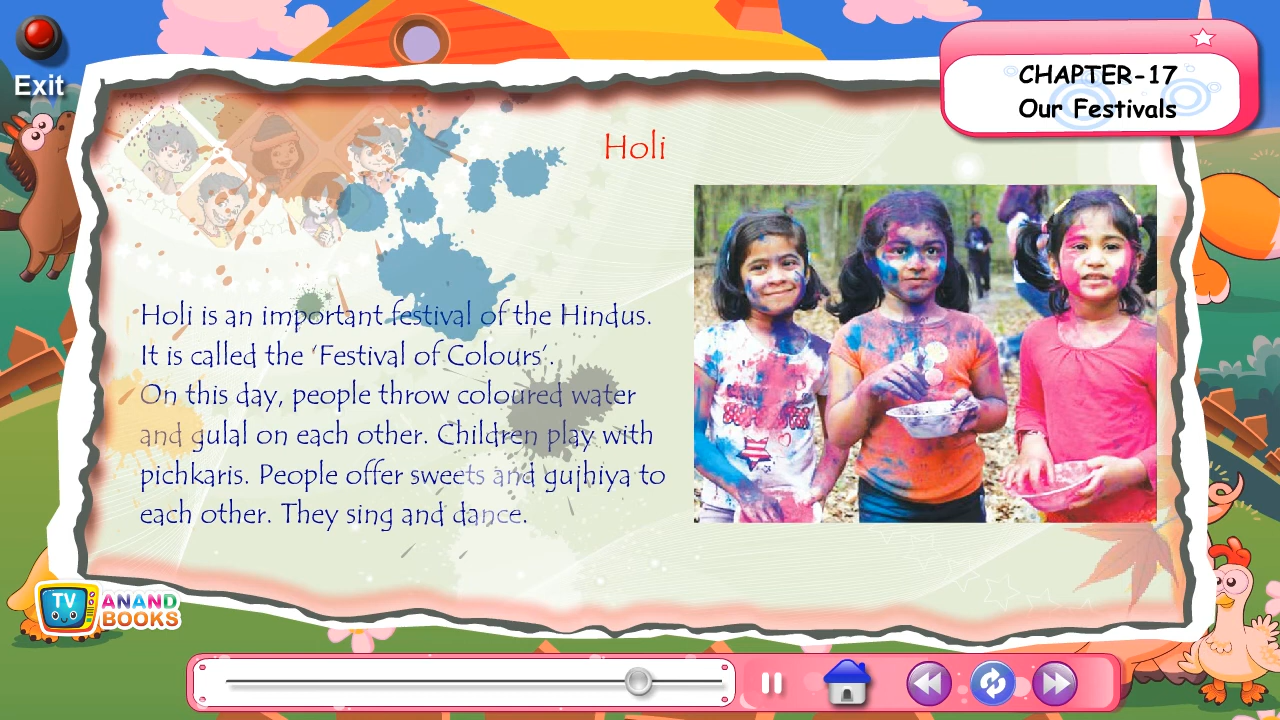 Exit
CHAPTER-17
Our Festivals
Holi
Holi is an important festival of the Hindus.
It is called the ‘Festival of Colours’.
On this day, people throw coloured water
and gulal on each other. Children play with
pichkaris. People offer sweets and gujhiya to
each other. They sing and dance.
TV
ANAND
BOOKS